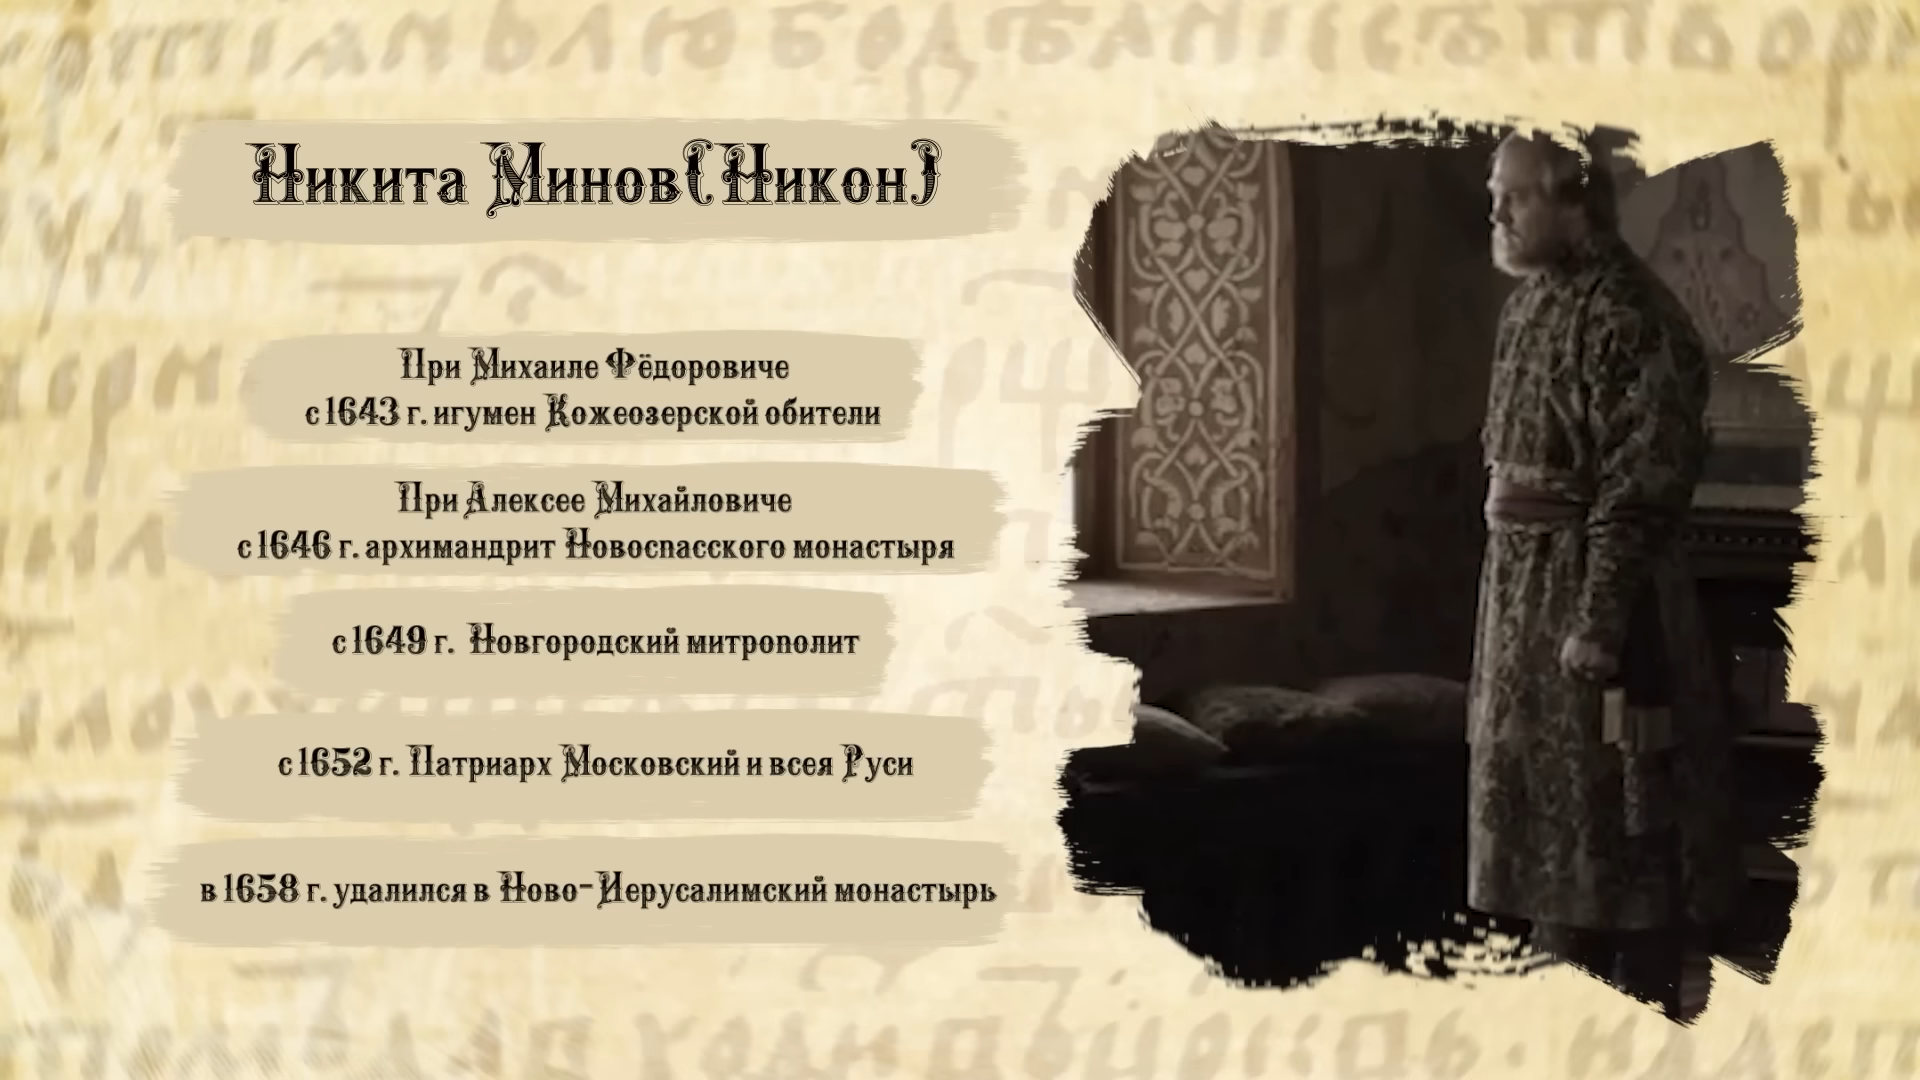 Никита Минов(Никон)
При Михаиле Фёдоровиче
с 1643 г. игумен Кожеозерской обители
При Алексее Михайловиче
с 1646 г. архимандрит Новоспасского монастыря
с 1649 г. Новгородский митрополит
с 1652 г. Патриарх Московский и всея Руси
в 1658 г. удалился в Ново-Иерусалимский монастырь